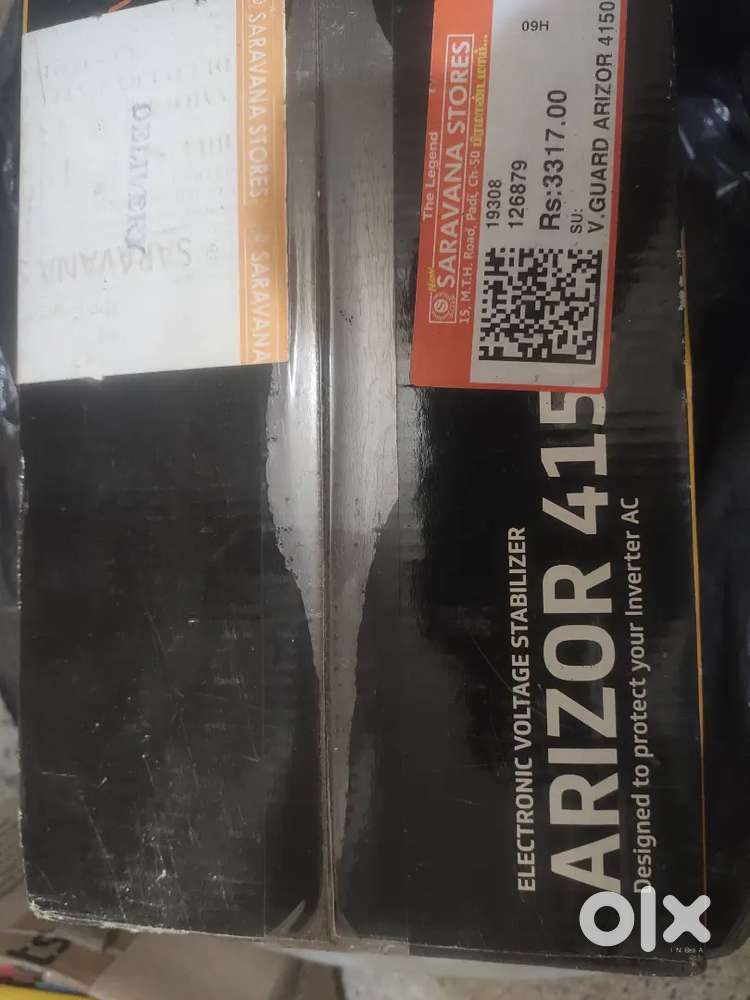 SARAVANA STORES
DELIVERY
SARAVANA S
SARAVANA
09H
New
The Legend
SARAVANA STORES
15, M.T.H. Road, Padi, Ch-50
19308
126879
Rs:3317.00
SU:
V.GUARD ARIZOR 4150
ELECTRONIC VOLTAGE STABILIZER
ARIZOR 415
Designed to protect your Inverter AC
olx